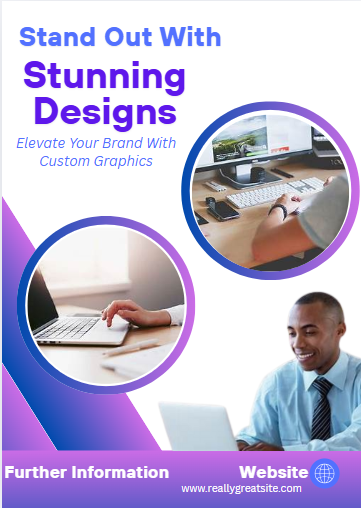 Stand Out With
Stunning
Designs
Elevate Your Brand With
Custom Graphics
Further Information
Website
www.reallygreatsite.com